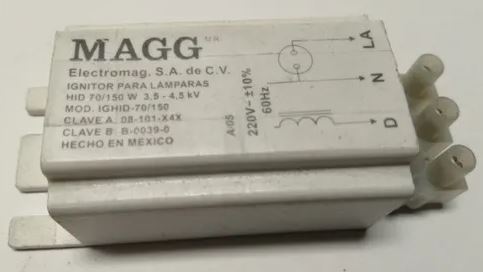 MAGG M.R.
Electromag. S.A. de C.V.
IGNITOR PARA LAMPARAS
HID 70/150 W 3,5 - 4,5 kV
MOD. IGHID-70/150
CLAVE A: 08-101-X4X
CLAVE B: B-0039-0
HECHO EN MEXICO
A/05
220V~ ±10%
60Hz
LA
N
D